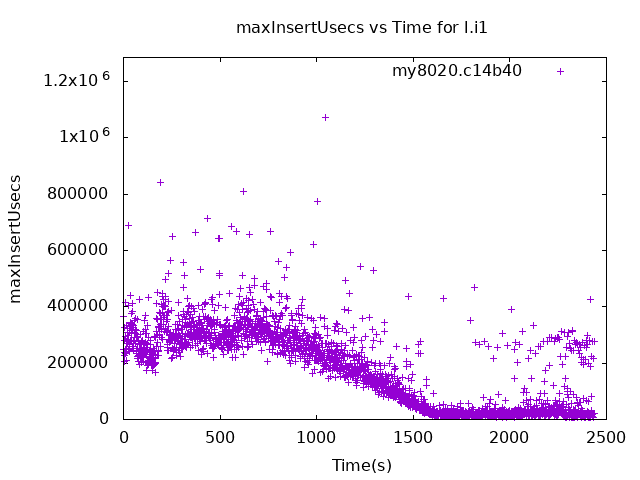 maxInsertUsecs vs Time for l.i1
my8020.c14b40
1.2x10^6
1x10^6
800000
600000
400000
200000
0
maxInsertUsecs
0 500 1000 1500 2000 2500
Time(s)